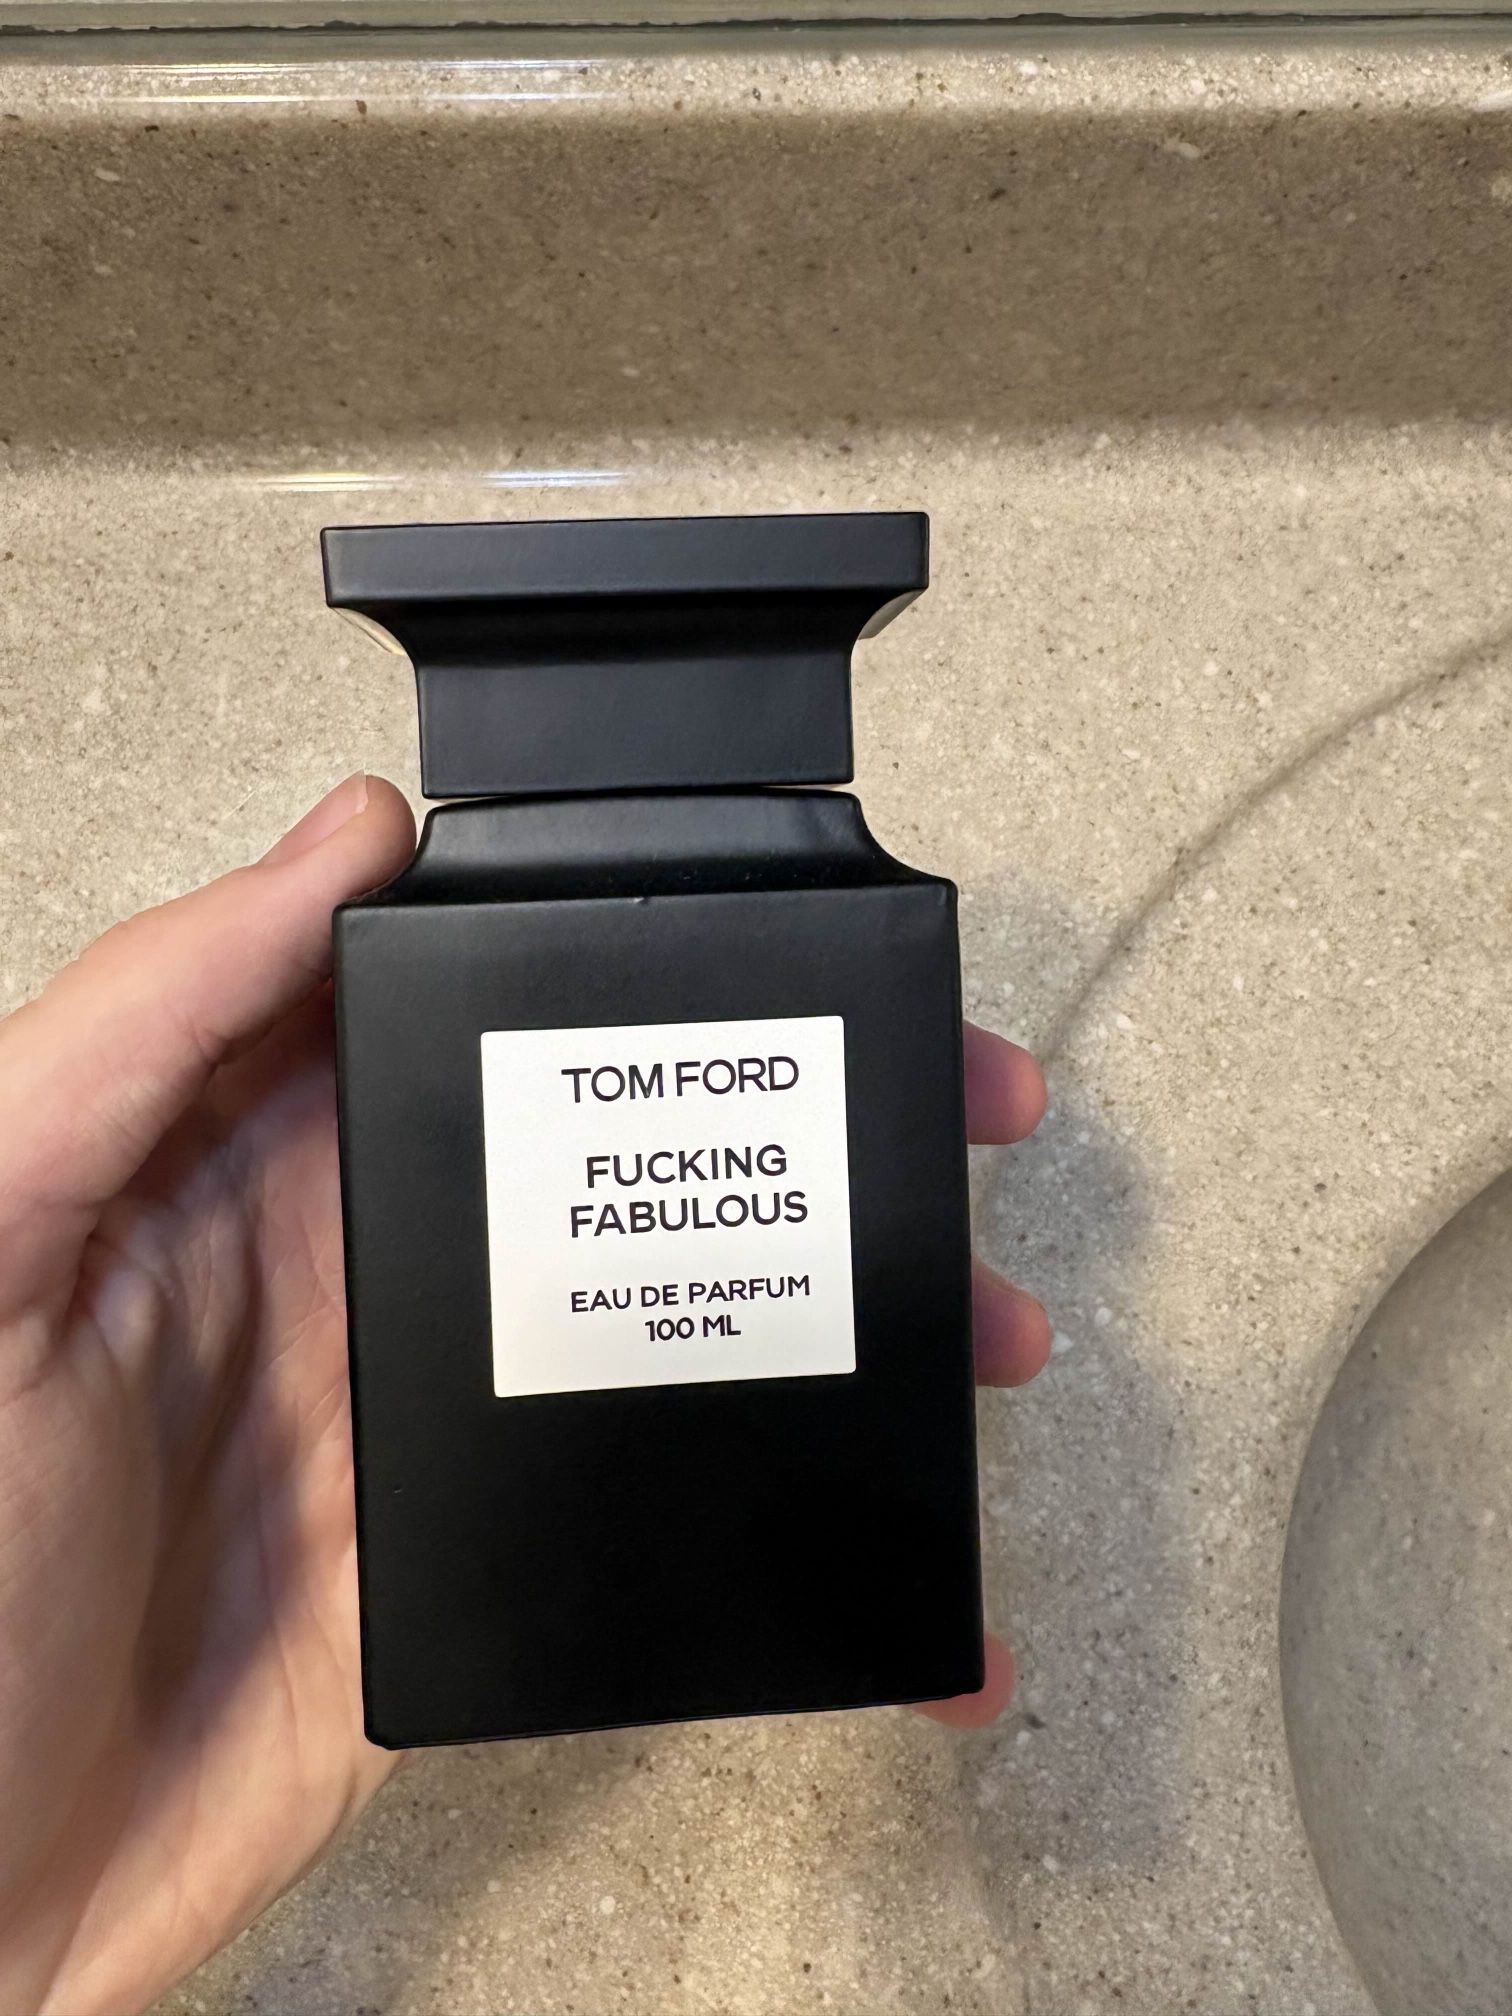 TOM FORD
FUCKING
FABULOUS
EAU DE PARFUM
100 ML